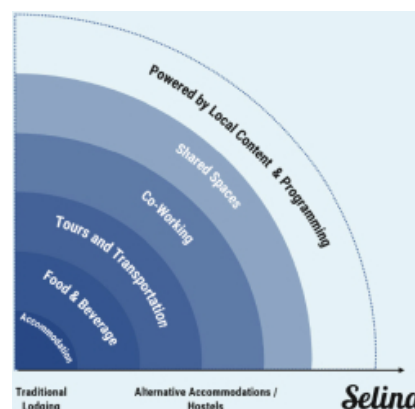 Powered by Local Content & Programming
Shared Spaces
Co-Working
Tours and Transportation
Food & Beverage
Accommodation
Traditional
Lodging
Alternative Accommodations /
Hostels
Selina